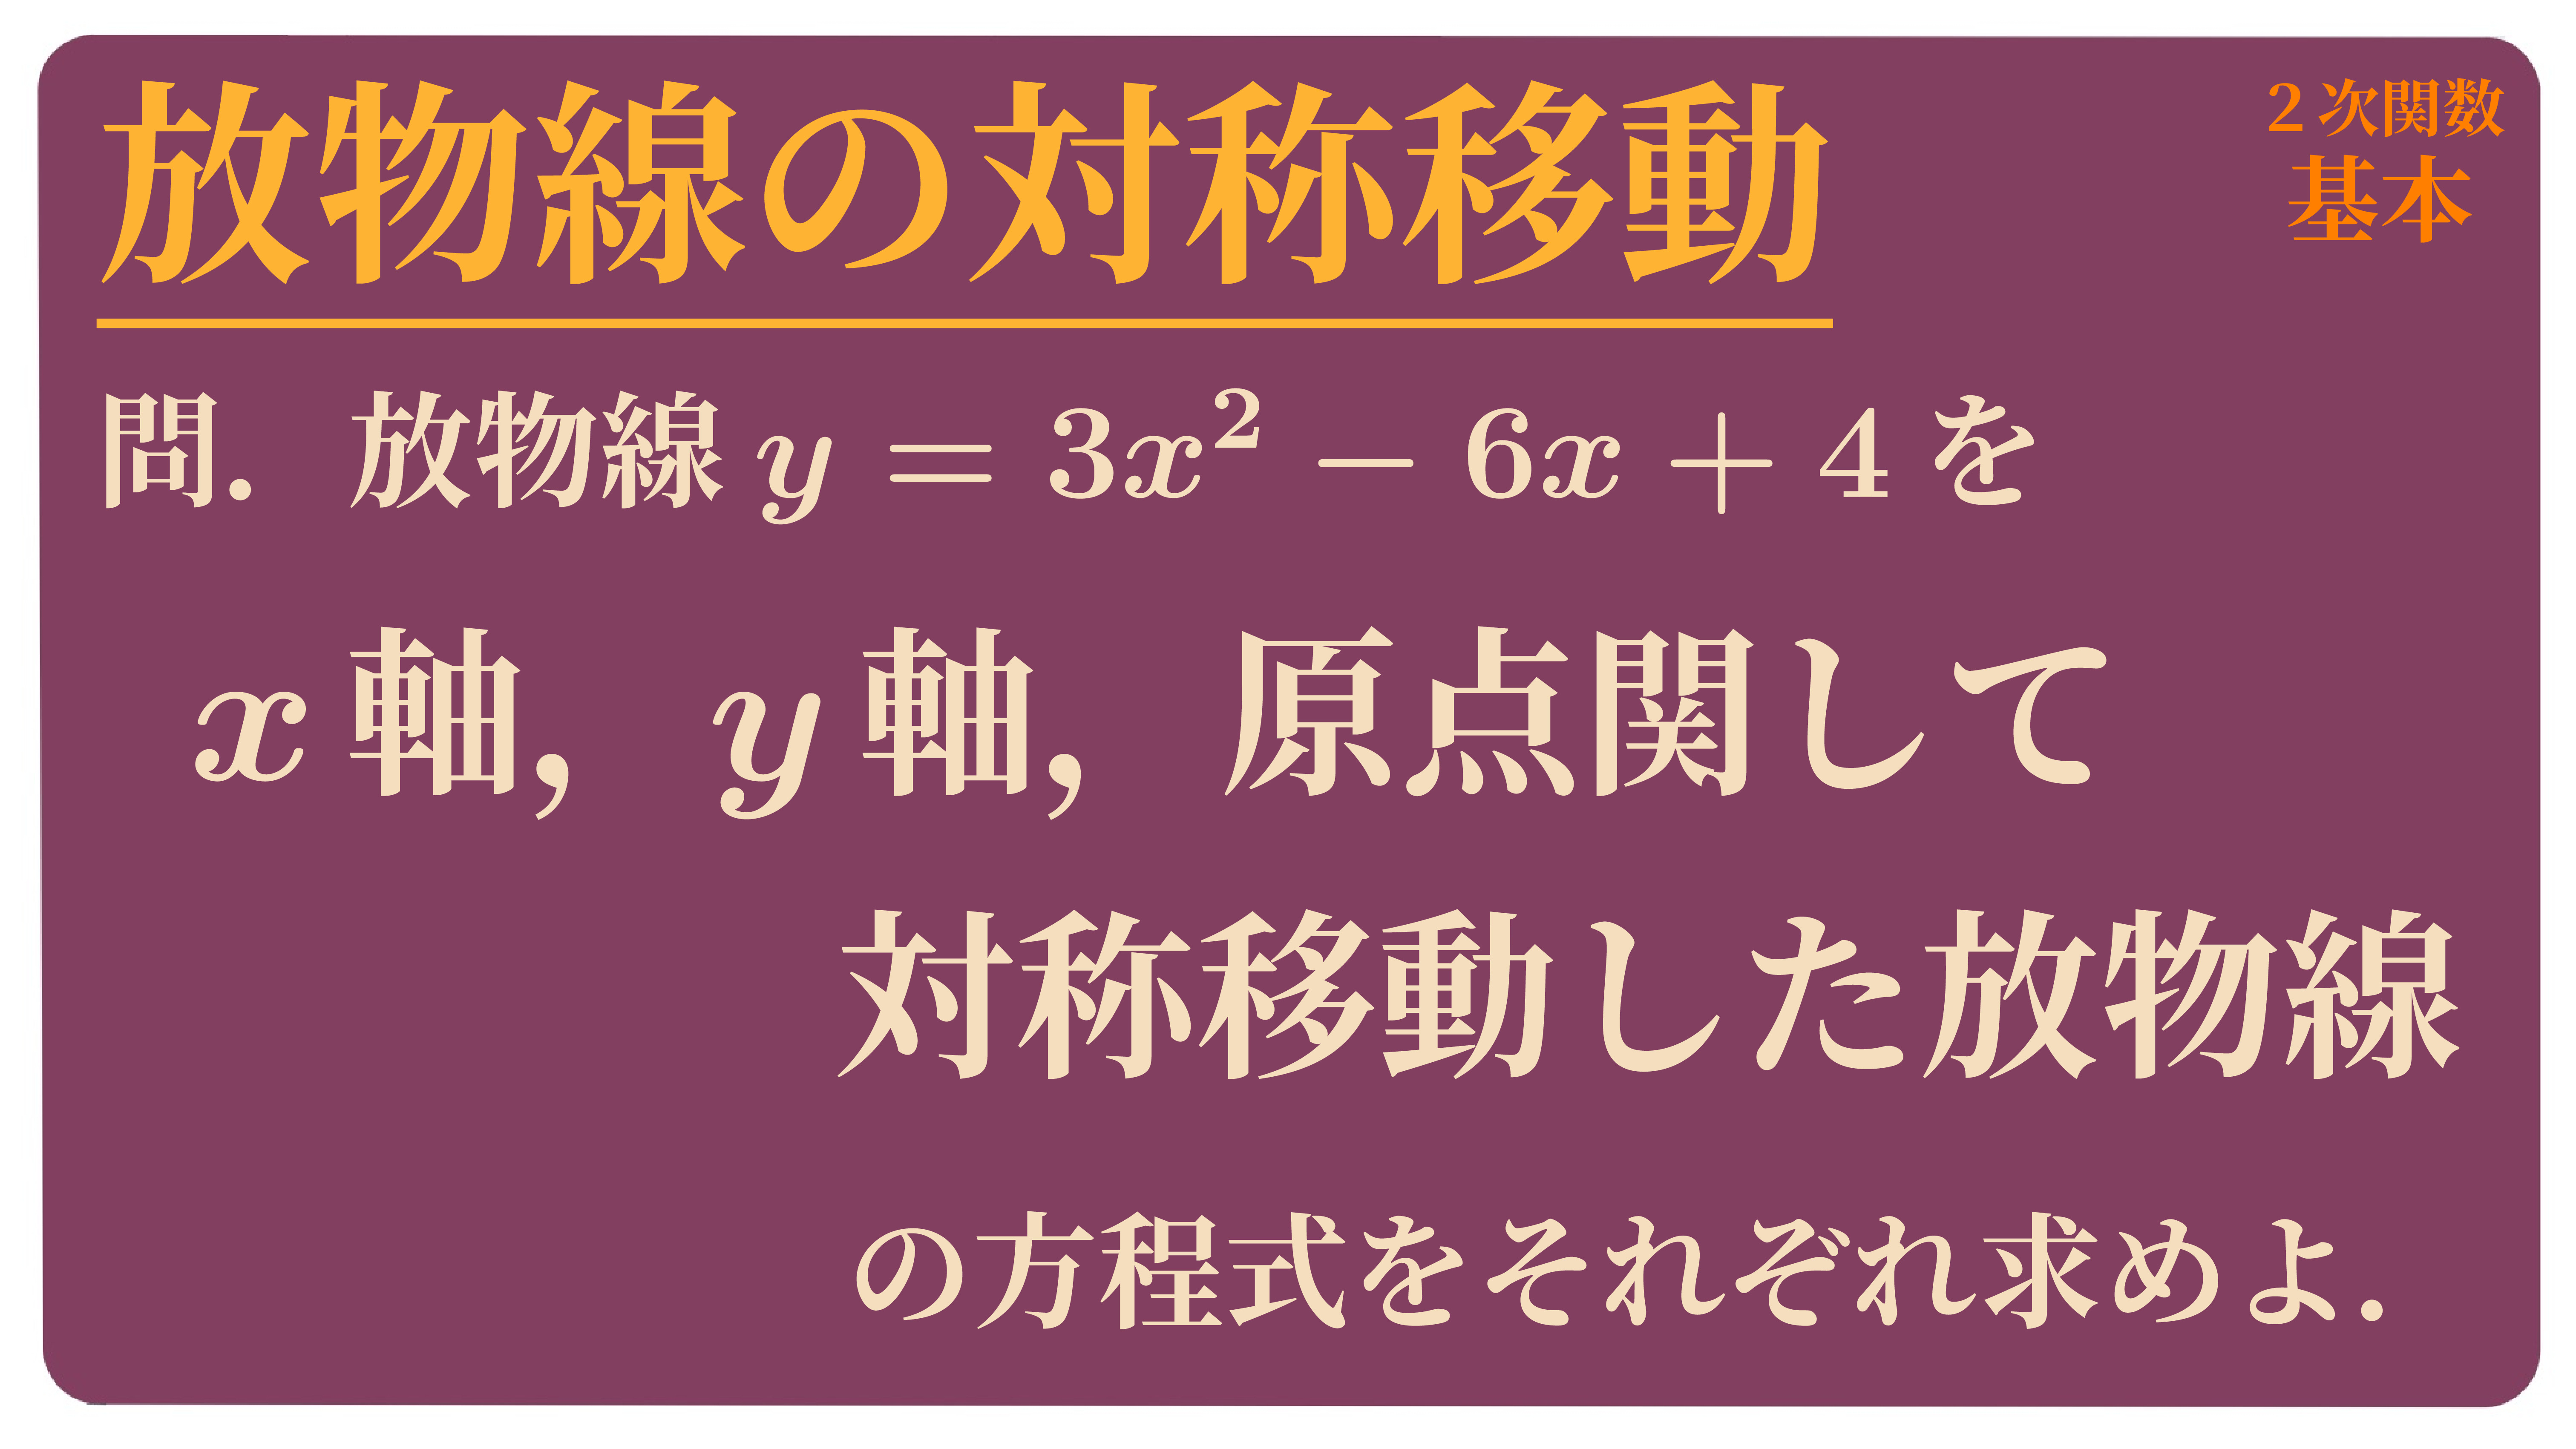 放物線の対称移動
2次関数
基本
問. 放物線 y = 3x² − 6x + 4 を
x 軸, y 軸, 原点関して
対称移動した放物線
の方程式をそれぞれ求めよ.